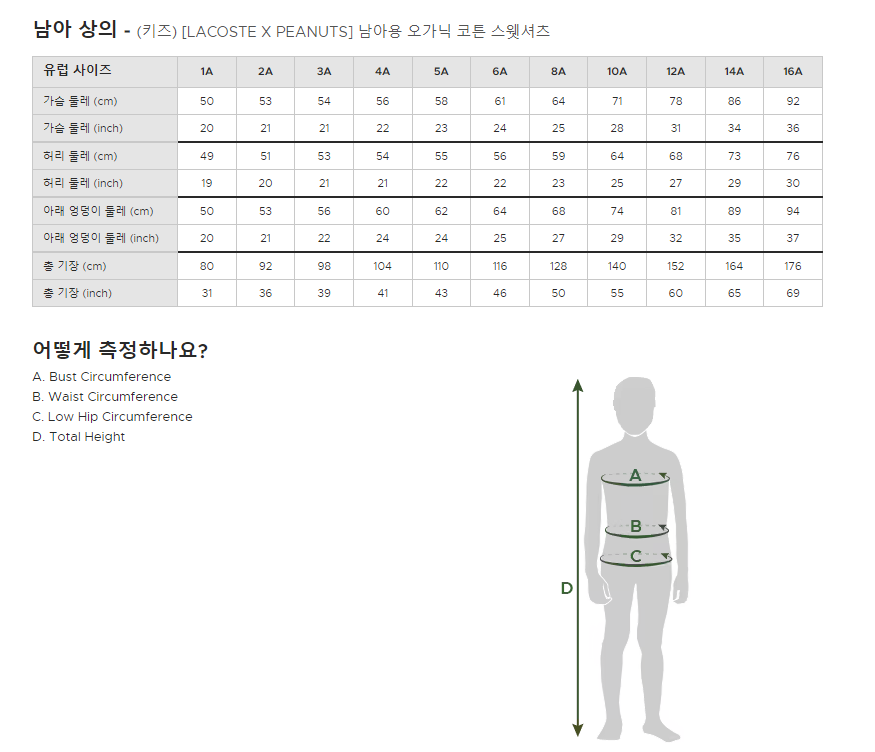 남아 상의 - (키즈) [LACOSTE X PEANUTS] 남아용 오가닉 코튼 스웻셔츠
유럽 사이즈 1A 2A 3A 4A 5A 6A 8A 10A 12A 14A 16A
가슴 둘레 (cm) 50 53 54 56 58 61 64 71 78 86 92
가슴 둘레 (inch) 20 21 21 22 23 24 25 28 31 34 36
허리 둘레 (cm) 49 51 53 54 55 56 59 64 68 73 76
허리 둘레 (inch) 19 20 21 21 22 22 23 25 27 29 30
아래 엉덩이 둘레 (cm) 50 53 56 60 62 64 68 74 81 89 94
아래 엉덩이 둘레 (inch) 20 21 22 24 24 25 27 29 32 35 37
총 기장 (cm) 80 92 98 104 110 116 128 140 152 164 176
총 기장 (inch) 31 36 39 41 43 46 50 55 60 65 69
어떻게 측정하나요?
A. Bust Circumference
B. Waist Circumference
C. Low Hip Circumference
D. Total Height
A
B
C
D